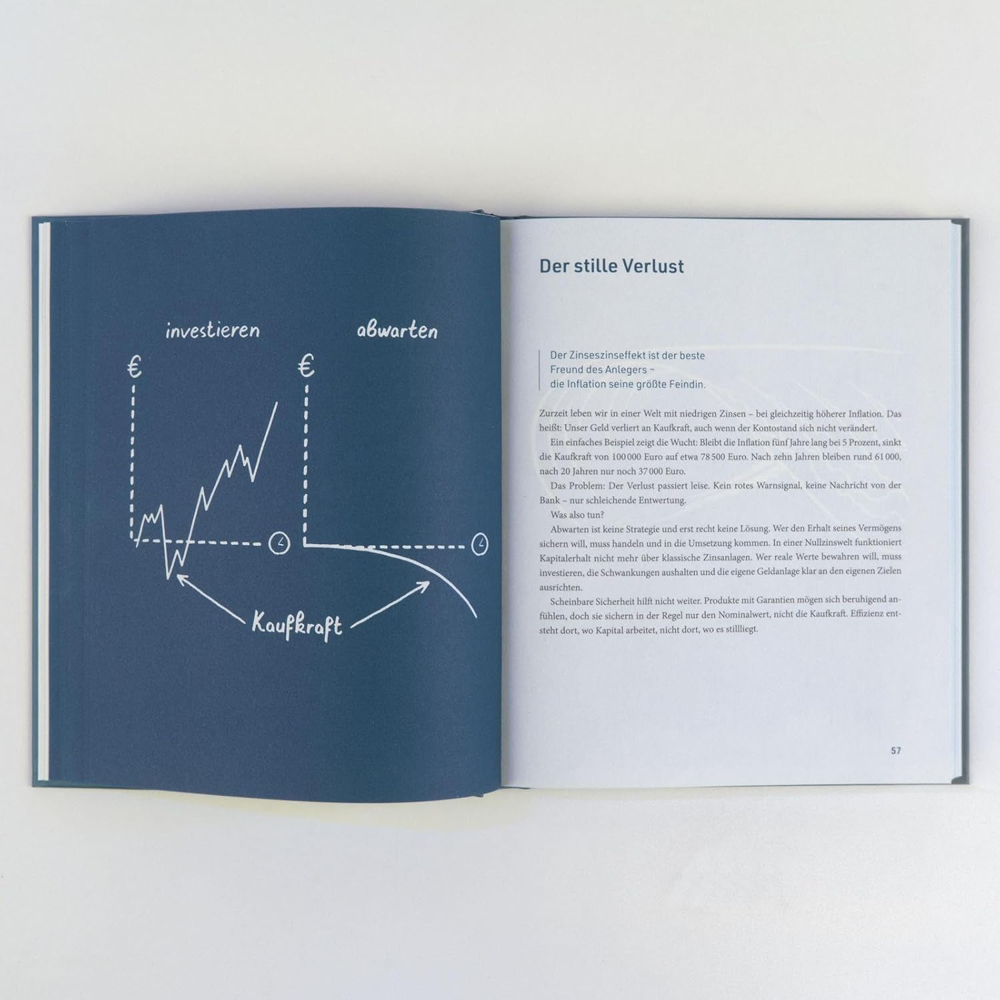 investieren
abwarten
€
€
Kaufkraft
Der stille Verlust
Der Zinseszinseffekt ist der beste
Freund des Anlegers –
die Inflation seine größte Feindin.
Zurzeit leben wir in einer Welt mit niedrigen Zinsen – bei gleichzeitig höherer Inflation. Das
heißt: Unser Geld verliert an Kaufkraft, auch wenn der Kontostand sich nicht verändert.
Ein einfaches Beispiel zeigt die Wucht: Bleibt die Inflation fünf Jahre lang bei 5 Prozent, sinkt
die Kaufkraft von 100 000 Euro auf etwa 78 500 Euro. Nach zehn Jahren bleiben rund 61 000,
nach 20 Jahren nur noch 37 000 Euro.
Das Problem: Der Verlust passiert leise. Kein rotes Warnsignal, keine Nachricht von der
Bank – nur schleichende Entwertung.
Was also tun?
Abwarten ist keine Strategie und erst recht keine Lösung. Wer den Erhalt seines Vermögens
sichern will, muss handeln und in die Umsetzung kommen. In einer Nullzinswelt funktioniert
Kapitalerhalt nicht mehr über klassische Zinsanlagen. Wer reale Werte bewahren will, muss
investieren, die Schwankungen aushalten und die eigene Geldanlage klar an den eigenen Zielen
ausrichten.
Scheinbare Sicherheit hilft nicht weiter. Produkte mit Garantien mögen sich beruhigend an-
fühlen, doch sie sichern in der Regel nur den Nominalwert, nicht die Kaufkraft. Effizienz ent-
steht dort, wo Kapital arbeitet, nicht dort, wo es stillliegt.
57